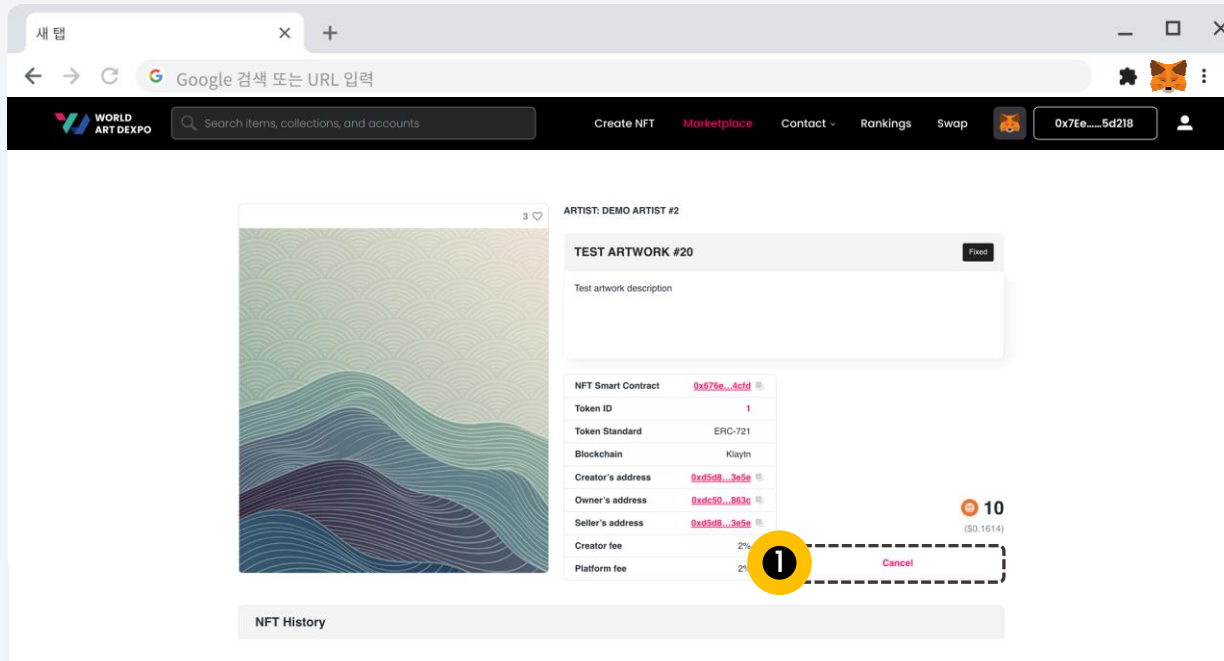 새 탭
Google 검색 또는 URL 입력
WORLD
ART DEXPO
Search items, collections, and accounts
Create NFT
Marketplace
Contact
Rankings
Swap
0x7Ee......5d218
3
ARTIST: DEMO ARTIST #2
TEST ARTWORK #20
Fixed
Test artwork description
NFT Smart Contract 0x676e...4cfd
Token ID 1
Token Standard ERC-721
Blockchain Klaytn
Creator's address 0xd5d8...3e5e
Owner's address 0xdc50...863c
Seller's address 0xd5d8...3e5e
Creator fee 2%
Platform fee 2%
10
($0.1614)
1
Cancel
NFT History